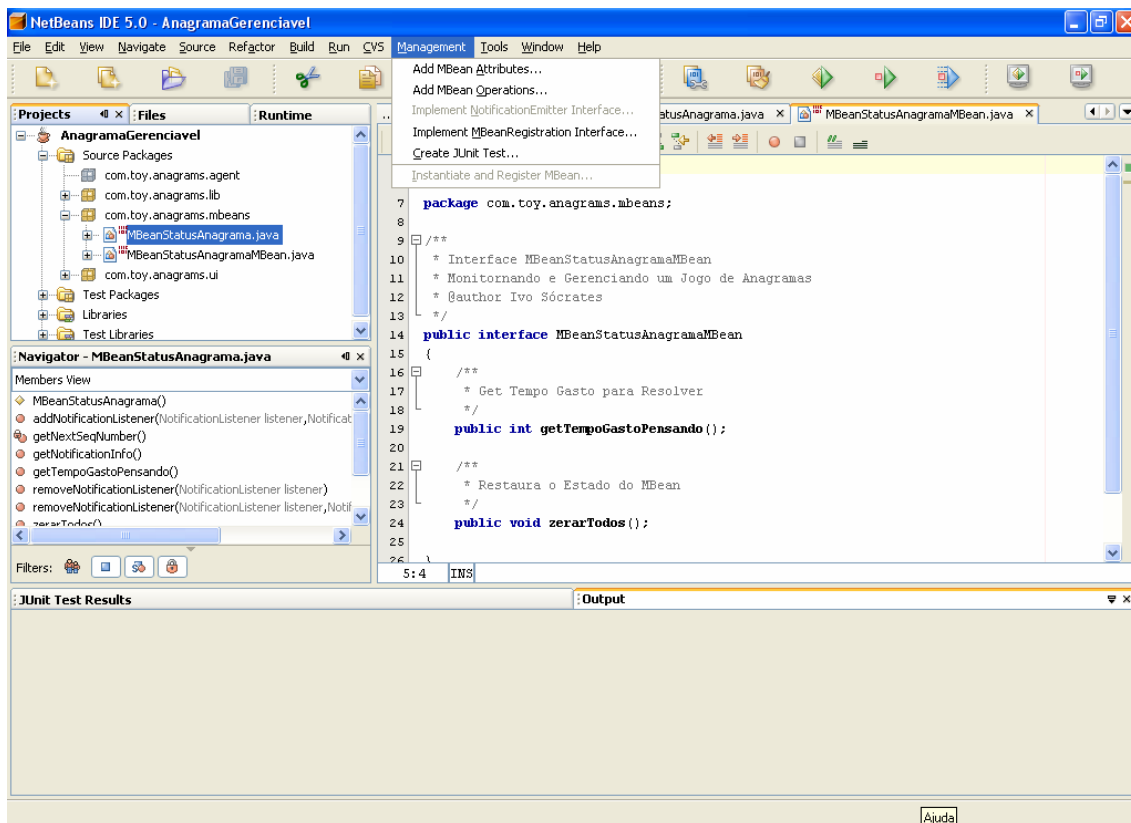 NetBeans IDE 5.0 - AnagramaGerenciavel
File Edit View Navigate Source Refactor Build Run CVS Management Tools Window Help
Add MBean Attributes...
Add MBean Operations...
Implement NotificationEmitter Interface...
Implement MBeanRegistration Interface...
Create JUnit Test...
Instantiate and Register MBean...
Projects Files Runtime
AnagramaGerenciavel
Source Packages
com.toy.anagrams.agent
com.toy.anagrams.lib
com.toy.anagrams.mbeans
MBeanStatusAnagrama.java
MBeanStatusAnagramaMBean.java
com.toy.anagrams.ui
Test Packages
Libraries
Test Libraries
Navigator - MBeanStatusAnagrama.java
Members View
MBeanStatusAnagrama()
addNotificationListener(NotificationListener listener,Notificat
getNextSeqNumber()
getNotificationInfo()
getTempoGastoPensando()
removeNotificationListener(NotificationListener listener)
removeNotificationListener(NotificationListener listener,Notif
zerarTodos()
Filters:
... atusAnagrama.java MBeanStatusAnagramaMBean.java
7 package com.toy.anagrams.mbeans;
8
9 /**
10 * Interface MBeanStatusAnagramaMBean
11 * Monitornando e Gerenciando um Jogo de Anagramas
12 * @author Ivo Sócrates
13 */
14 public interface MBeanStatusAnagramaMBean
15 {
16 /**
17 * Get Tempo Gasto para Resolver
18 */
19 public int getTempoGastoPensando();
20
21 /**
22 * Restaura o Estado do MBean
23 */
24 public void zerarTodos();
25
26 }
5:4 INS
JUnit Test Results
Output
Ajuda